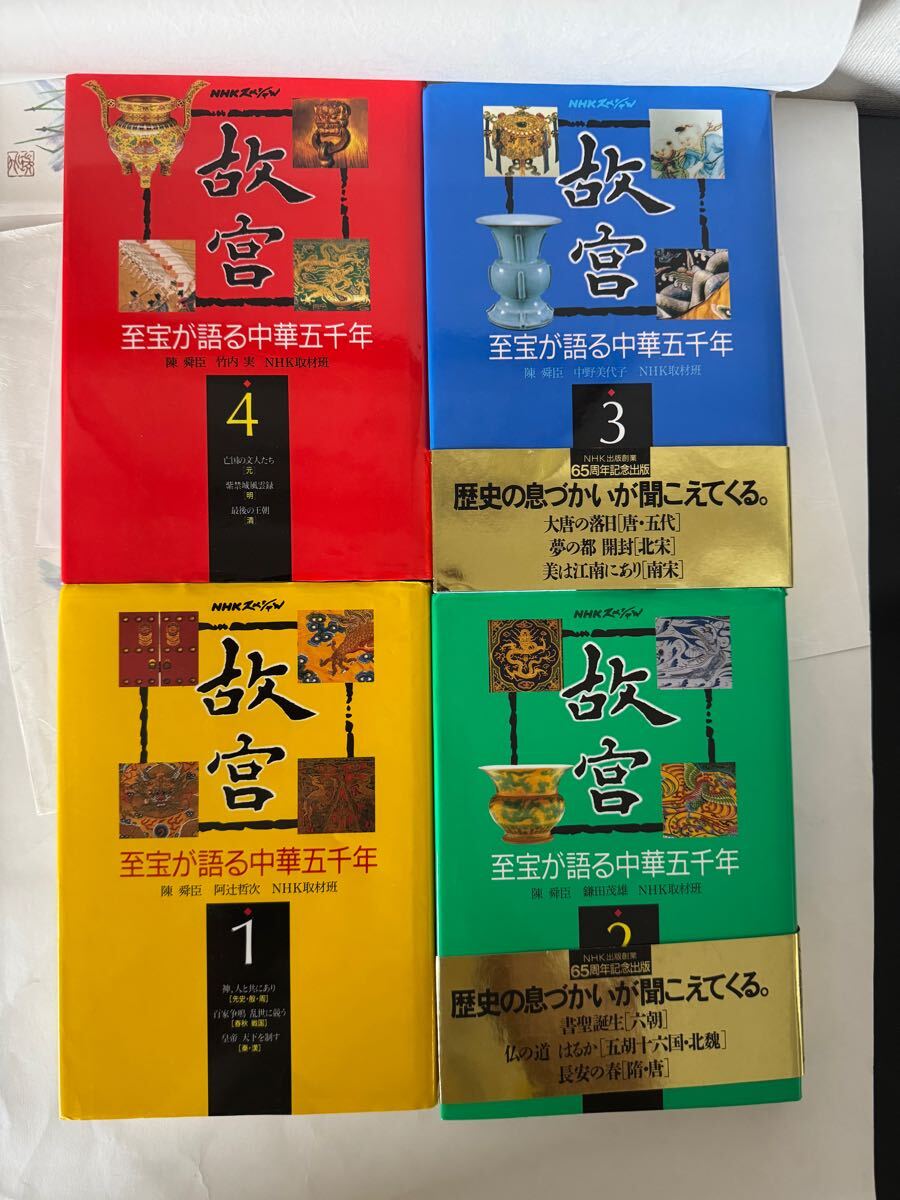 NHKスペシャル
故
宮
至宝が語る中華五千年
陳 舜臣 竹内 実 NHK取材班
4
亡国の文人たち
[元]
紫禁城風雲録
[明]
最後の王朝
[清]
NHKスペシャル
故
宮
至宝が語る中華五千年
陳 舜臣 中野美代子 NHK取材班
3
NHK出版創業
65周年記念出版
歴史の息づかいが聞こえてくる。
大唐の落日[唐・五代]
夢の都 開封[北宋]
美は江南にあり[南宋]
NHKスペシャル
故
宮
至宝が語る中華五千年
陳 舜臣 阿辻哲次 NHK取材班
1
神、人と共にあり
[先史・殷・周]
百家争鳴 乱世に競う
[春秋 戦国]
皇帝 天下を制す
[秦・漢]
NHKスペシャル
故
宮
至宝が語る中華五千年
陳 舜臣 鎌田茂雄 NHK取材班
2
NHK出版創業
65周年記念出版
歴史の息づかいが聞こえてくる。
書聖誕生[六朝]
仏の道 はるか[五胡十六国・北魏]
長安の春[隋・唐]